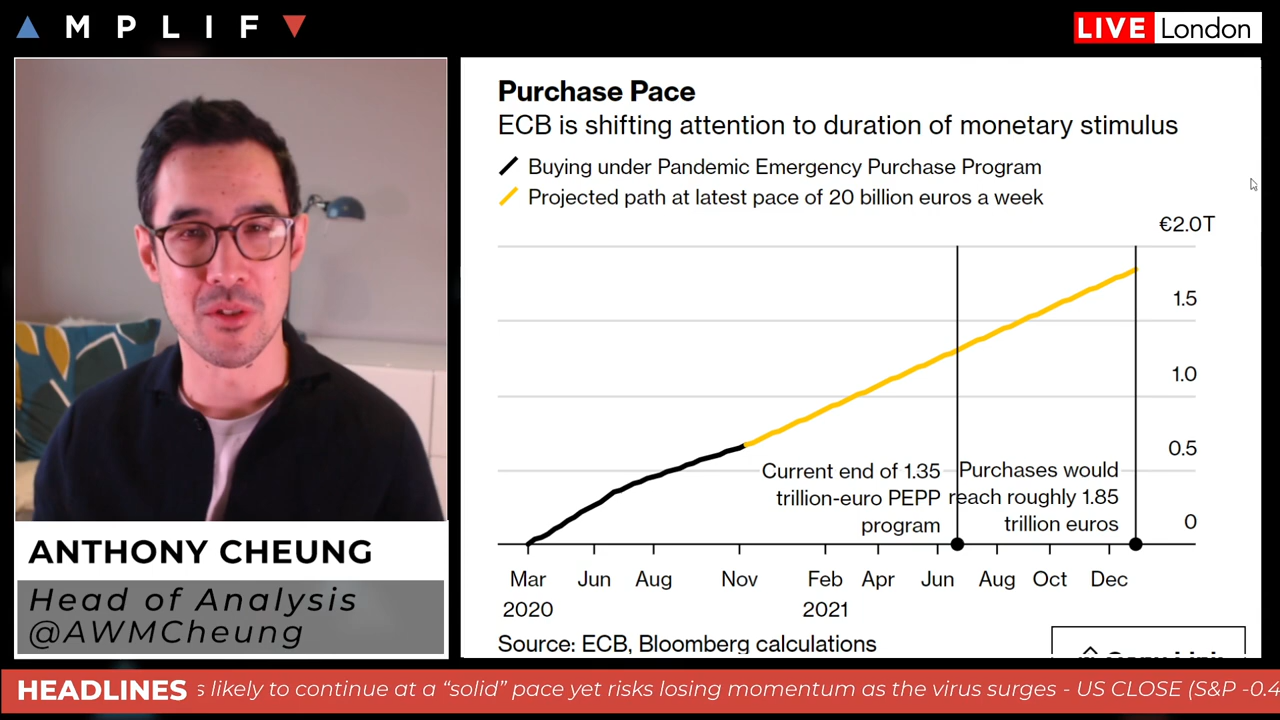 AMPLIFY
LIVE London
Purchase Pace
ECB is shifting attention to duration of monetary stimulus
Buying under Pandemic Emergency Purchase Program
Projected path at latest pace of 20 billion euros a week
€2.0T
1.5
1.0
0.5
0
Current end of 1.35
trillion-euro PEPP
program
Purchases would
reach roughly 1.85
trillion euros
Mar Jun Aug Nov Feb Apr Jun Aug Oct Dec
2020 2021
Source: ECB, Bloomberg calculations
ANTHONY CHEUNG
Head of Analysis
@AWMCheung
HEADLINES s likely to continue at a “solid” pace yet risks losing momentum as the virus surges - US CLOSE (S&P -0.4